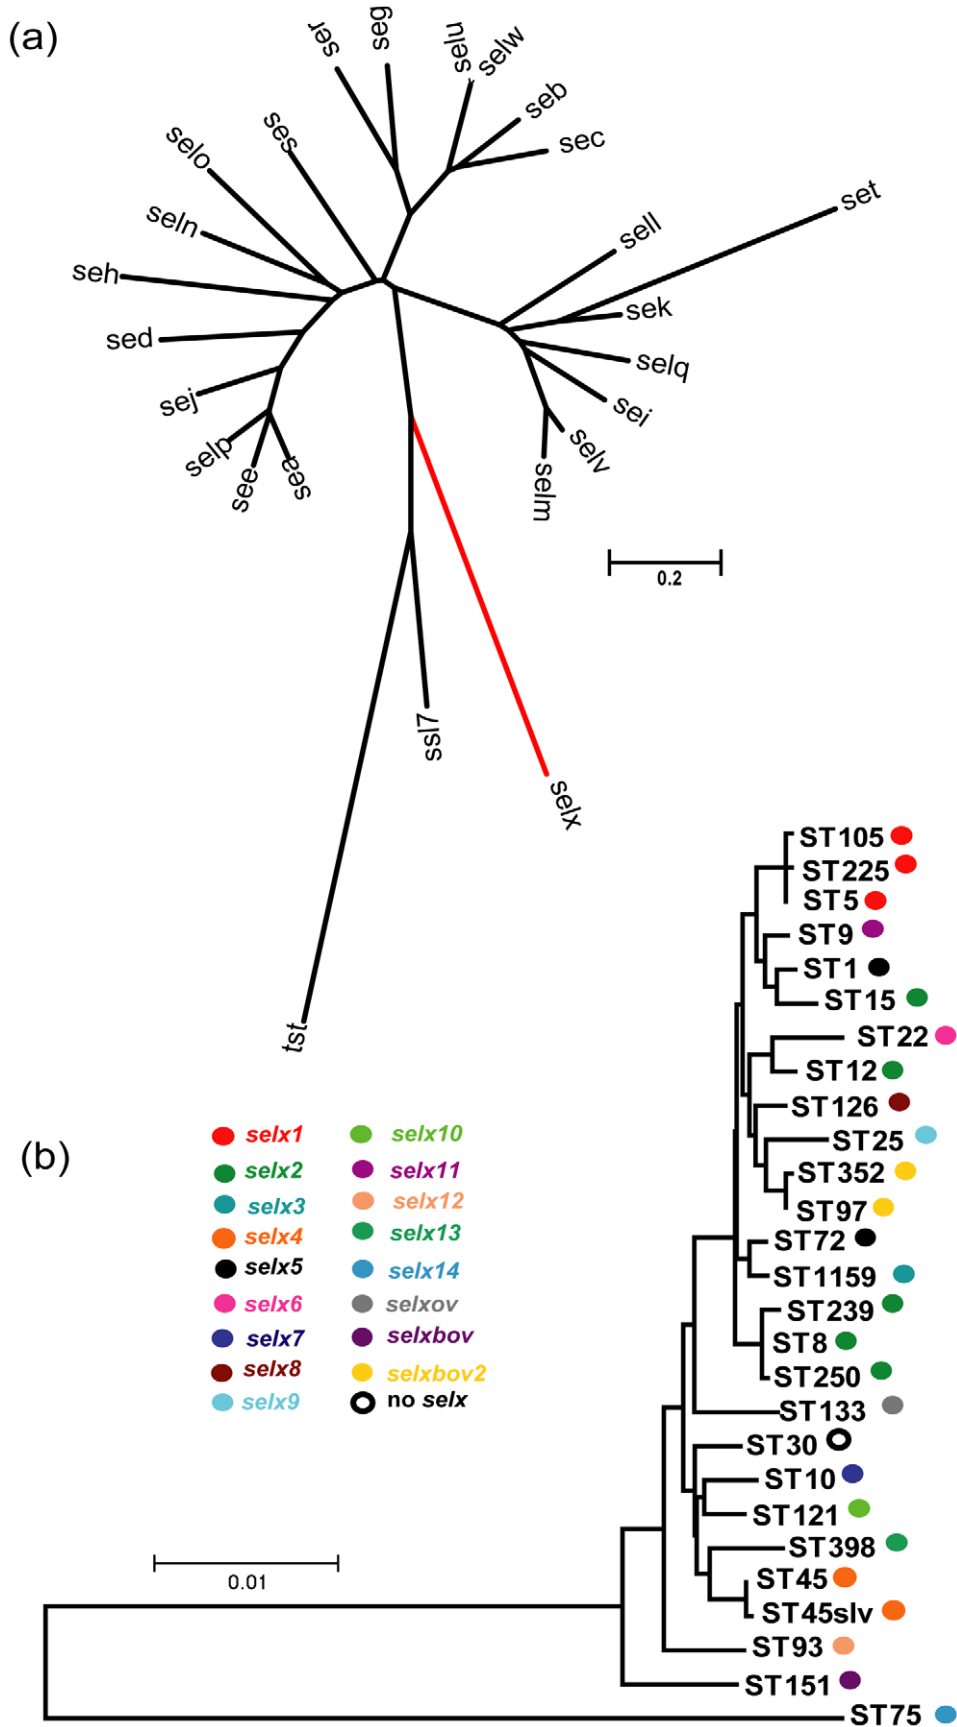 (a)
ser
seg
selu
selw
seb
sec
ses
selo
seln
seh
sed
sej
selp
see
sea
set
sell
sek
selq
sei
selv
selm
0.2
ssl7
selx
tst
(b)
selx1
selx2
selx3
selx4
selx5
selx6
selx7
selx8
selx9
selx10
selx11
selx12
selx13
selx14
selxov
selxbov
selxbov2
no selx
0.01
ST105
ST225
ST5
ST9
ST1
ST15
ST22
ST12
ST126
ST25
ST352
ST97
ST72
ST1159
ST239
ST8
ST250
ST133
ST30
ST10
ST121
ST398
ST45
ST45slv
ST93
ST151
ST75